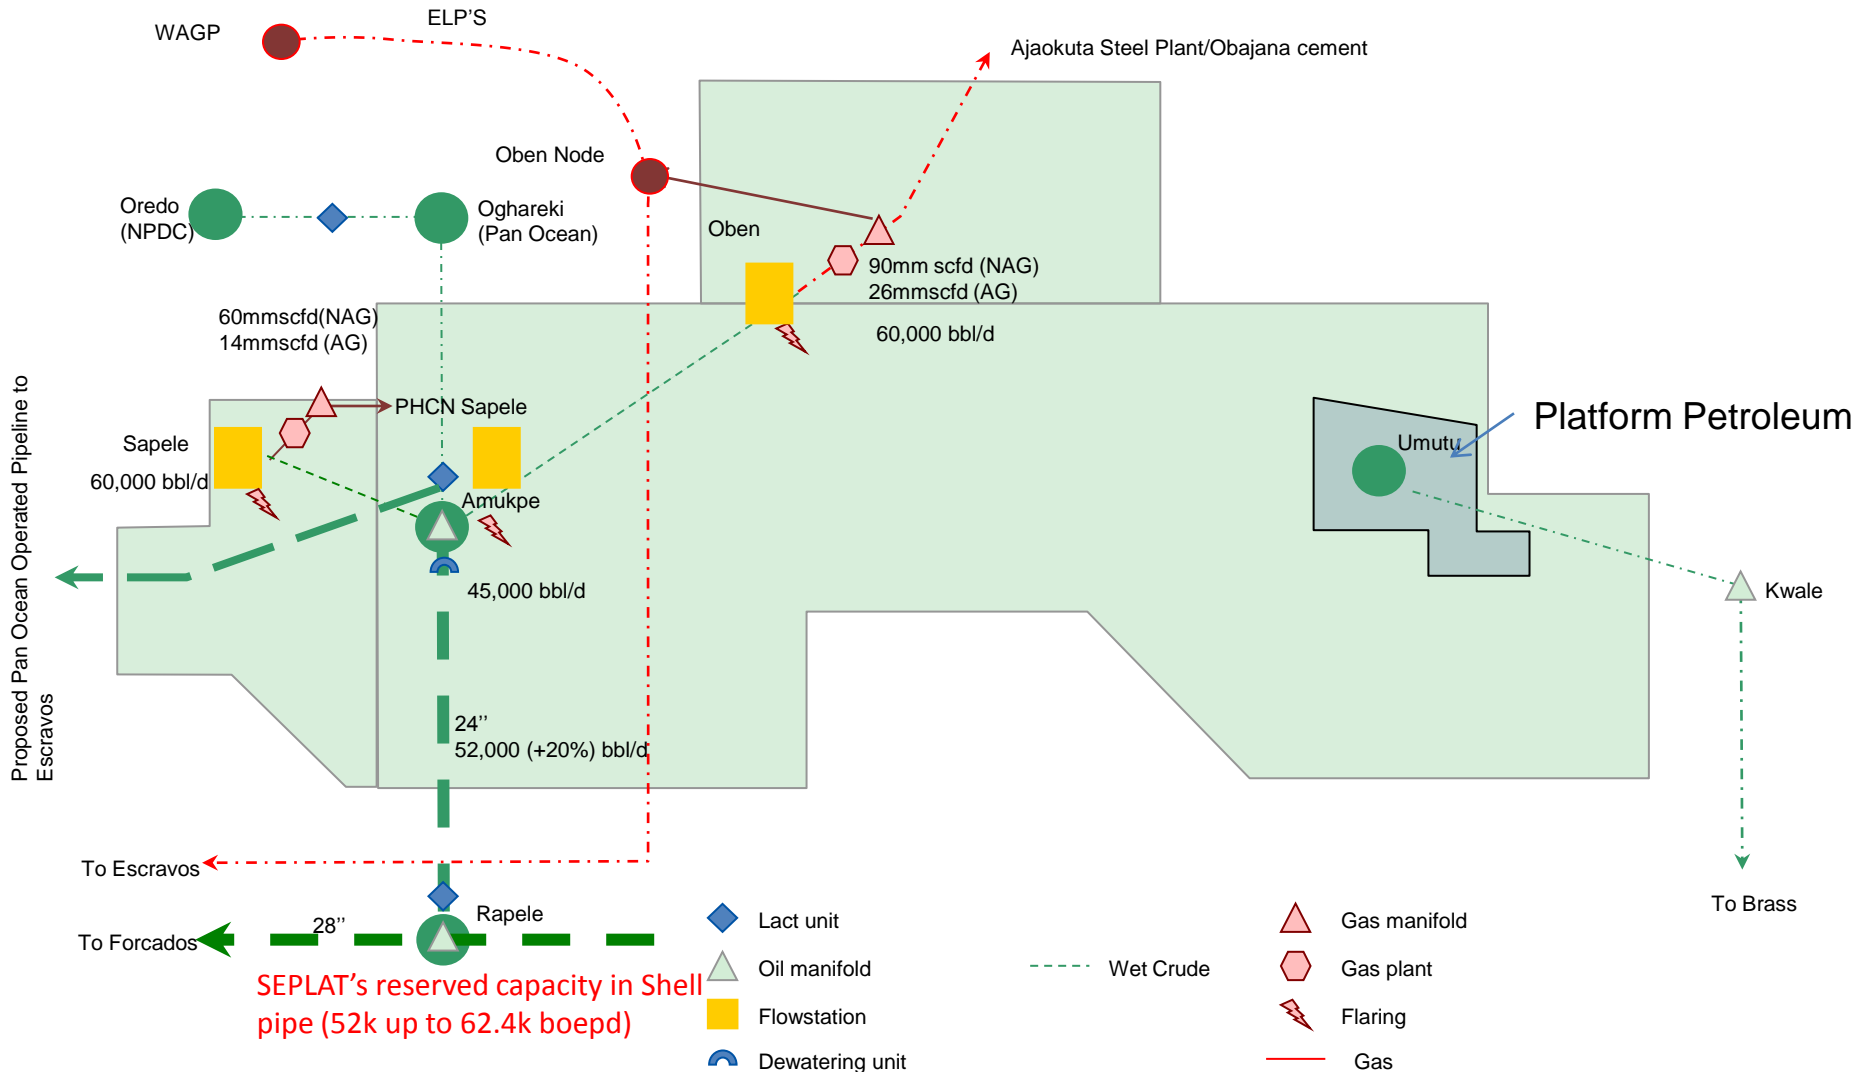 ELP’S
WAGP
Ajaokuta Steel Plant/Obajana cement
Oben Node
Oredo
(NPDC)
Oghareki
(Pan Ocean)
Oben
90mm scfd (NAG)
26mmscfd (AG)
60,000 bbl/d
60mmscfd(NAG)
14mmscfd (AG)
PHCN Sapele
Sapele
60,000 bbl/d
Amukpe
45,000 bbl/d
Platform Petroleum
Umutu
Kwale
To Brass
Proposed Pan Ocean Operated Pipeline to
Escravos
24’’
52,000 (+20%) bbl/d
To Escravos
Rapele
28’’
To Forcados
SEPLAT’s reserved capacity in Shell
pipe (52k up to 62.4k boepd)
Lact unit
Oil manifold
Flowstation
Dewatering unit
Wet Crude
Gas manifold
Gas plant
Flaring
Gas